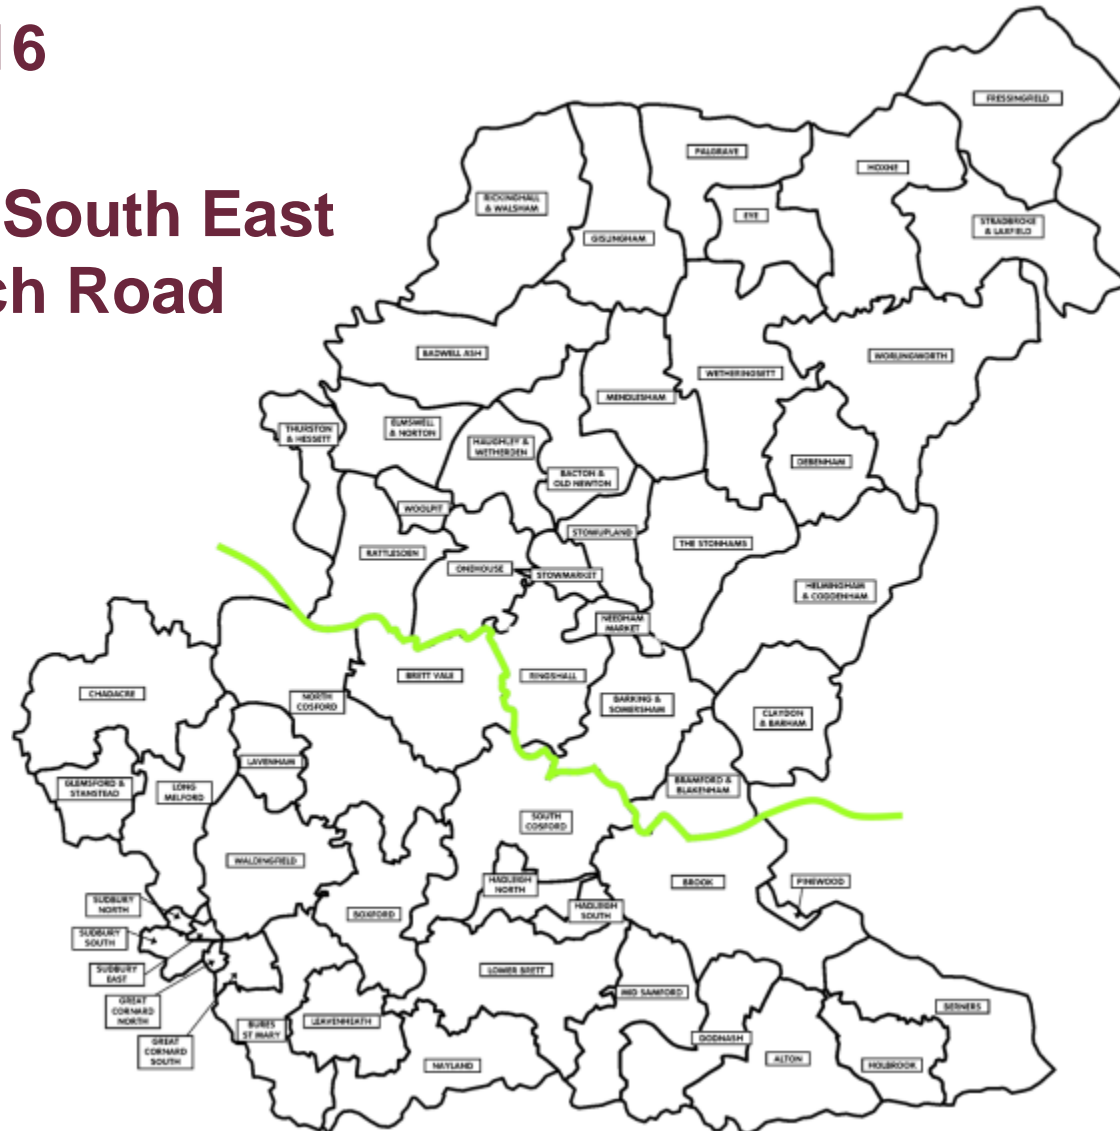 16
South East
ch Road
FRESSINGFIELD
PALGRAVE
HOXNE
RICKINGHALL
& WALSHAM
EYE
STRADBROKE
& LAXFIELD
GISLINGHAM
BADWELL ASH
WORLINGWORTH
WETHERINGSETT
MENDLESHAM
THURSTON
& HESSETT
ELMSWELL
& NORTON
HAUGHLEY &
WETHERDEN
DEBENHAM
BACTON &
OLD NEWTON
WOOLPIT
STOWUPLAND
THE STONHAMS
RATTLESDEN
ONEHOUSE
STOWMARKET
HELMINGHAM
& CODDENHAM
NEEDHAM
MARKET
BRETT VALE
RINGSHALL
CHADACRE
NORTH
COSFORD
BARKING &
SOMERSHAM
CLAYDON
& BARHAM
LAVENHAM
GLEMSFORD &
STANSTEAD
LONG
MELFORD
BRAMFORD &
BLAKENHAM
SOUTH
COSFORD
WALDINGFIELD
HADLEIGH
NORTH
BROOK
PINEWOOD
SUDBURY
NORTH
BOXFORD
HADLEIGH
SOUTH
SUDBURY
SOUTH
SUDBURY
EAST
LOWER BRETT
MID SAMFORD
GREAT
CORNARD
NORTH
BERNERS
BURES
ST MARY
LEAVENHEATH
GREAT
CORNARD
SOUTH
DODNASH
ALTON
NAYLAND
HOLBROOK